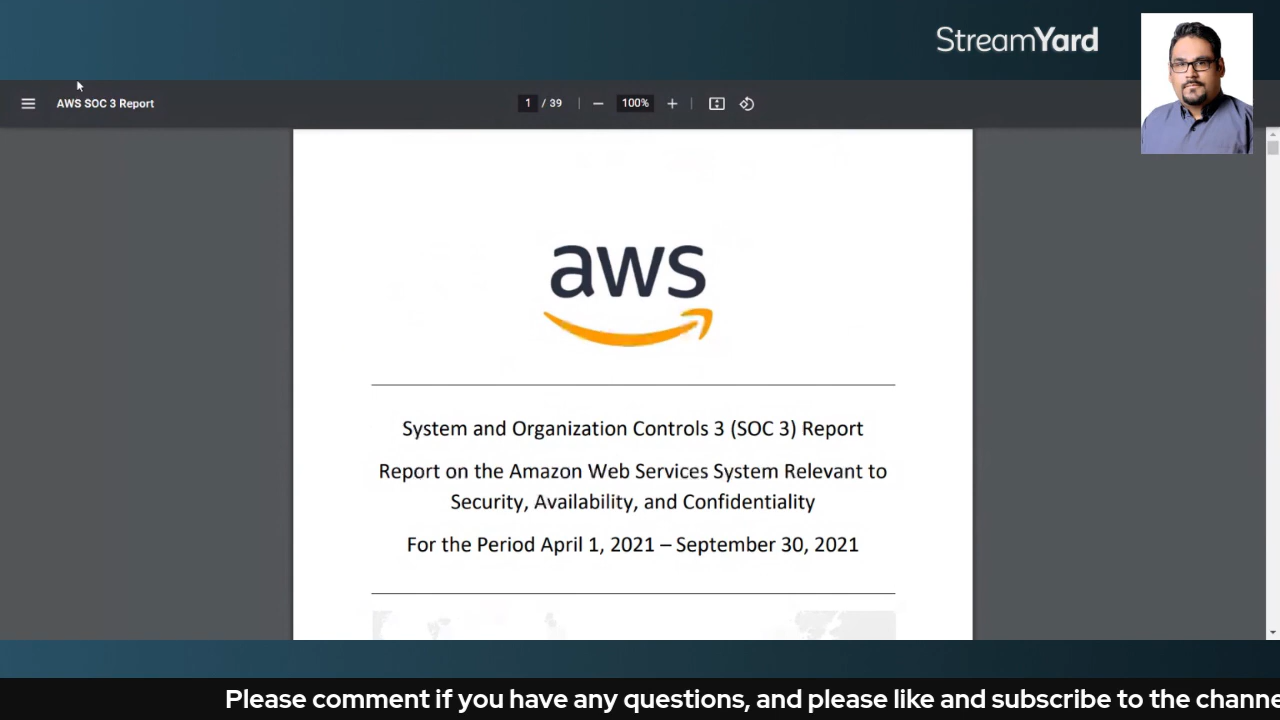 StreamYard
AWS SOC 3 Report
1 / 39
100%
aws
System and Organization Controls 3 (SOC 3) Report
Report on the Amazon Web Services System Relevant to
Security, Availability, and Confidentiality
For the Period April 1, 2021 – September 30, 2021
Please comment if you have any questions, and please like and subscribe to the channe